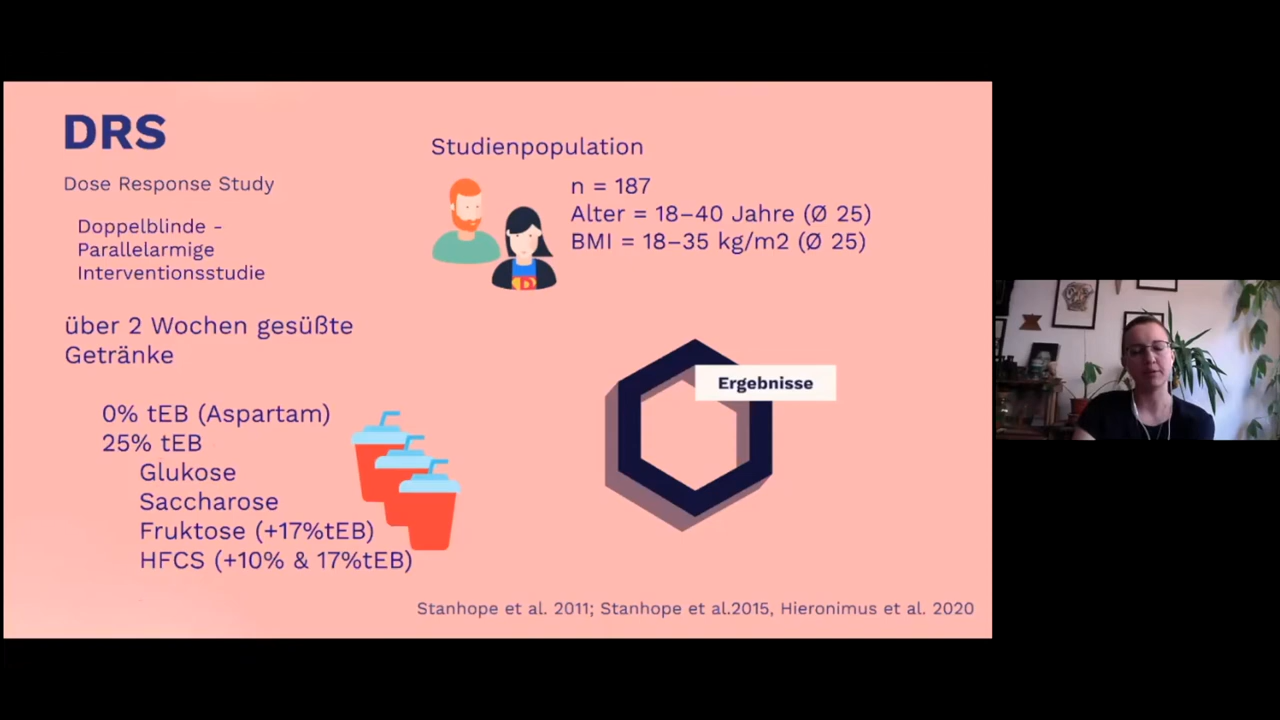 DRS
Dose Response Study
Doppelblinde -
Parallelarmige
Interventionsstudie
über 2 Wochen gesüßte
Getränke
0% tEB (Aspartam)
25% tEB
Glukose
Saccharose
Fruktose (+17%tEB)
HFCS (+10% & 17%tEB)
Studienpopulation
n = 187
Alter = 18–40 Jahre (Ø 25)
BMI = 18–35 kg/m2 (Ø 25)
D
Ergebnisse
Stanhope et al. 2011; Stanhope et al.2015, Hieronimus et al. 2020